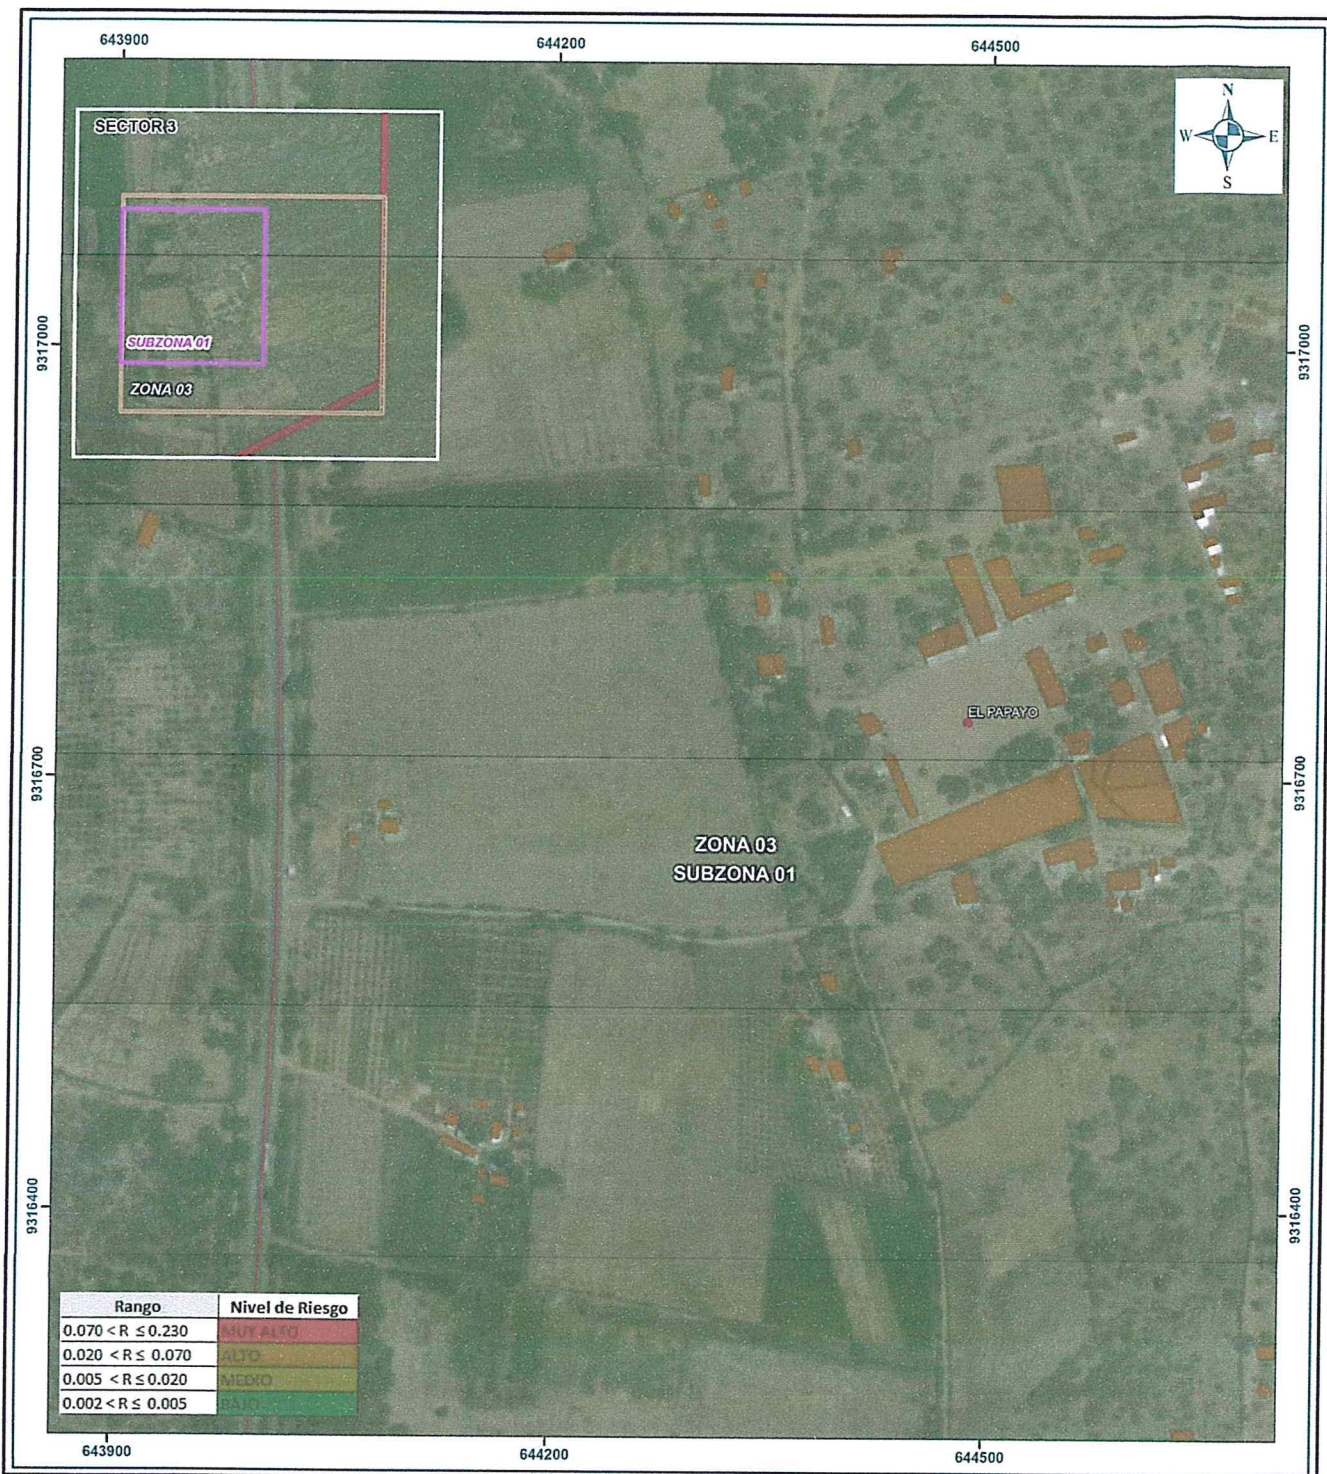 643900
644200
644500
N
W
E
S
SECTOR 3
SUBZONA 01
ZONA 03
9317000
9317000
EL PAPAYO
9316700
9316700
ZONA 03
SUBZONA 01
9316400
9316400
Rango Nivel de Riesgo
0.070 < R ≤ 0.230 MUY ALTO
0.020 < R ≤ 0.070 ALTO
0.005 < R ≤ 0.020 MEDIO
0.002 < R ≤ 0.005 BAJO
643900
644200
644500